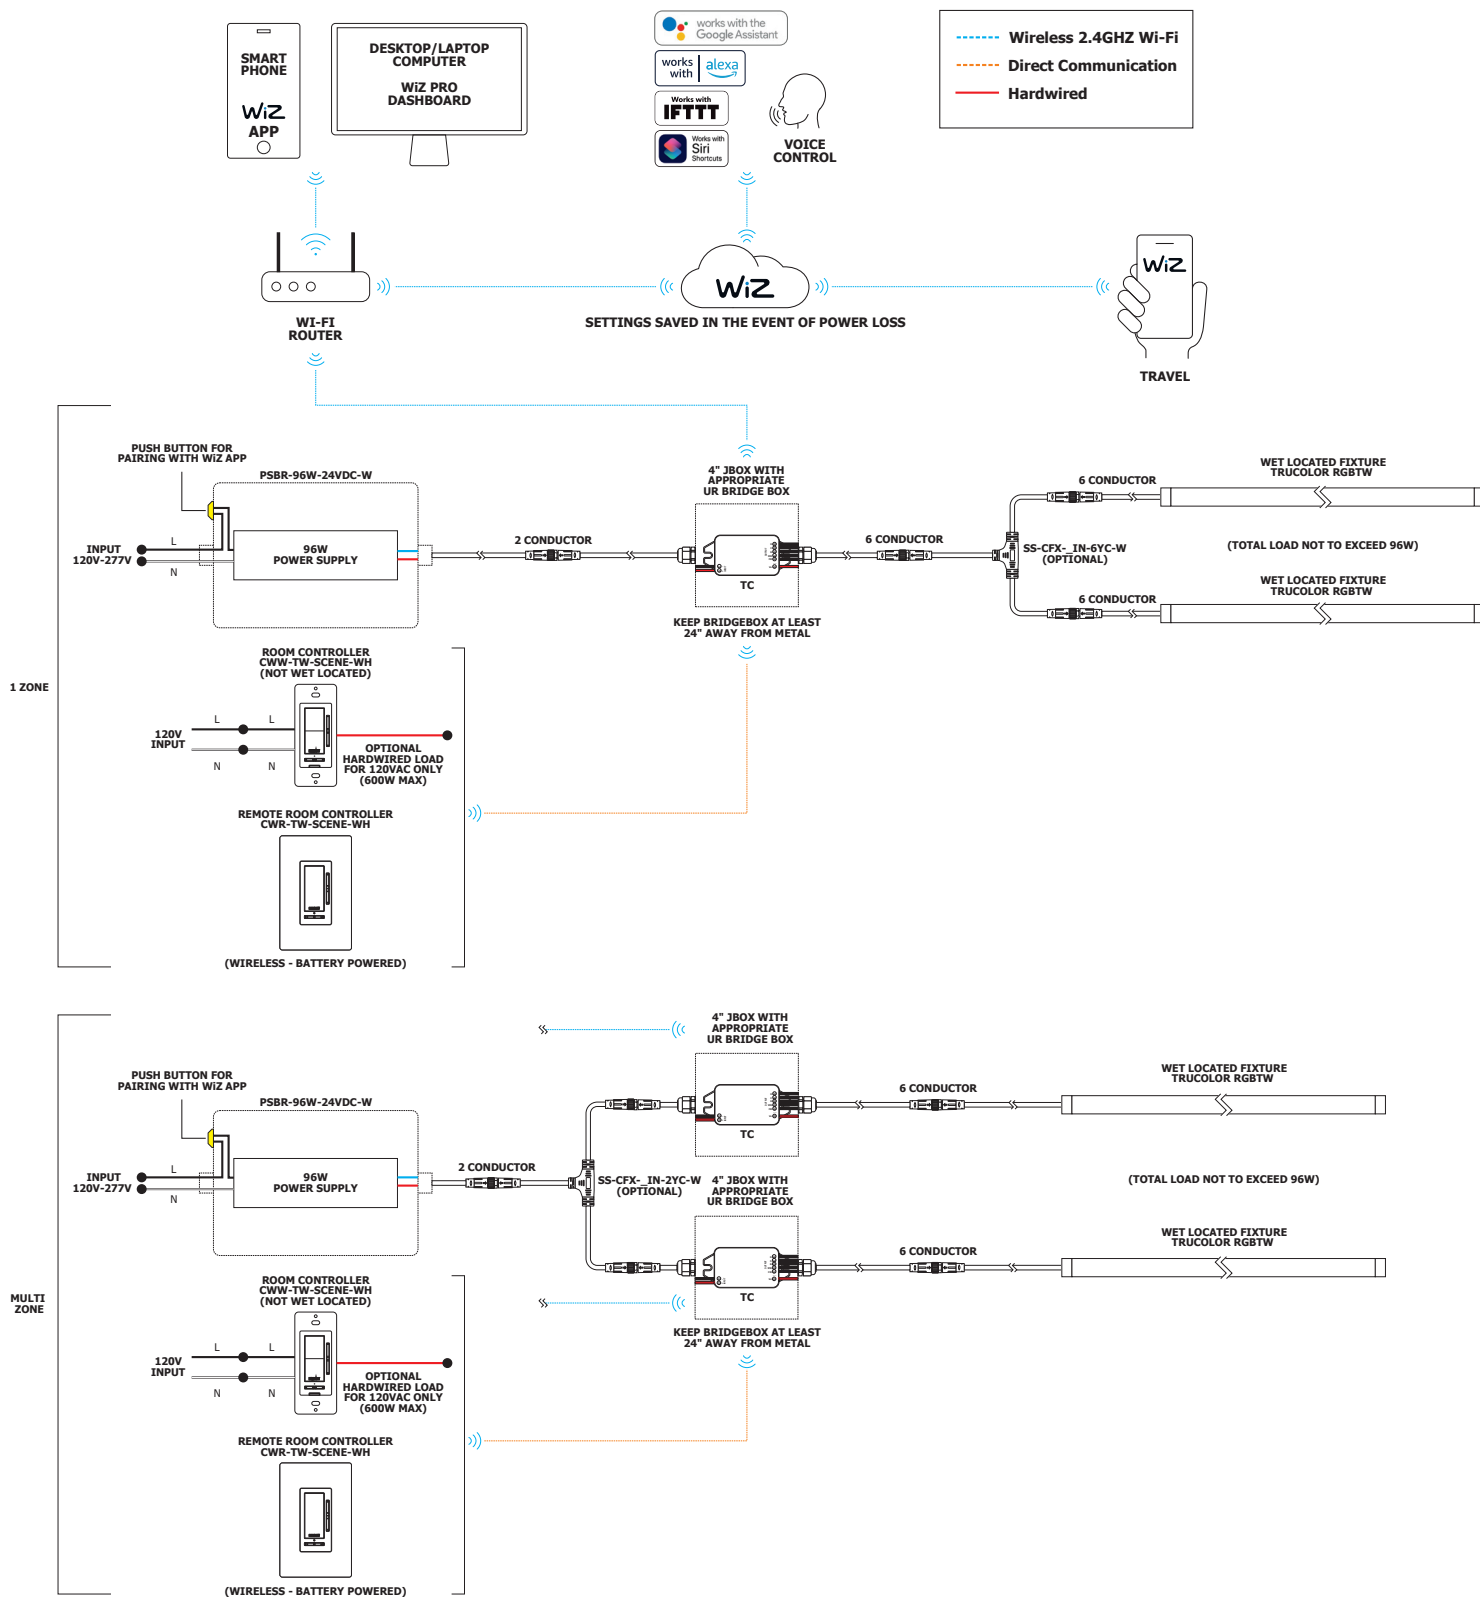 SMART
PHONE
WiZ
APP
DESKTOP/LAPTOP
COMPUTER
WiZ PRO
DASHBOARD
works with the
Google Assistant
works
with
alexa
Works with
IFTTT
Works with
Siri
Shortcuts
VOICE
CONTROL
Wireless 2.4GHZ Wi-Fi
Direct Communication
Hardwired
WI-FI
ROUTER
WiZ
SETTINGS SAVED IN THE EVENT OF POWER LOSS
WiZ
TRAVEL
1 ZONE
PUSH BUTTON FOR
PAIRING WITH WiZ APP
PSBR-96W-24VDC-W
INPUT
120V-277V
L
N
96W
POWER SUPPLY
2 CONDUCTOR
4" JBOX WITH
APPROPRIATE
UR BRIDGE BOX
TC
KEEP BRIDGEBOX AT LEAST
24" AWAY FROM METAL
6 CONDUCTOR
SS-CFX-_IN-6YC-W
(OPTIONAL)
6 CONDUCTOR
WET LOCATED FIXTURE
TRUCOLOR RGBTW
(TOTAL LOAD NOT TO EXCEED 96W)
6 CONDUCTOR
WET LOCATED FIXTURE
TRUCOLOR RGBTW
ROOM CONTROLLER
CWW-TW-SCENE-WH
(NOT WET LOCATED)
120V
INPUT
L
L
N
N
OPTIONAL
HARDWIRED LOAD
FOR 120VAC ONLY
(600W MAX)
REMOTE ROOM CONTROLLER
CWR-TW-SCENE-WH
(WIRELESS - BATTERY POWERED)
MULTI
ZONE
PUSH BUTTON FOR
PAIRING WITH WiZ APP
PSBR-96W-24VDC-W
INPUT
120V-277V
L
N
96W
POWER SUPPLY
2 CONDUCTOR
SS-CFX-_IN-2YC-W
(OPTIONAL)
4" JBOX WITH
APPROPRIATE
UR BRIDGE BOX
TC
6 CONDUCTOR
WET LOCATED FIXTURE
TRUCOLOR RGBTW
(TOTAL LOAD NOT TO EXCEED 96W)
4" JBOX WITH
APPROPRIATE
UR BRIDGE BOX
TC
KEEP BRIDGEBOX AT LEAST
24" AWAY FROM METAL
6 CONDUCTOR
WET LOCATED FIXTURE
TRUCOLOR RGBTW
ROOM CONTROLLER
CWW-TW-SCENE-WH
(NOT WET LOCATED)
120V
INPUT
L
L
N
N
OPTIONAL
HARDWIRED LOAD
FOR 120VAC ONLY
(600W MAX)
REMOTE ROOM CONTROLLER
CWR-TW-SCENE-WH
(WIRELESS - BATTERY POWERED)